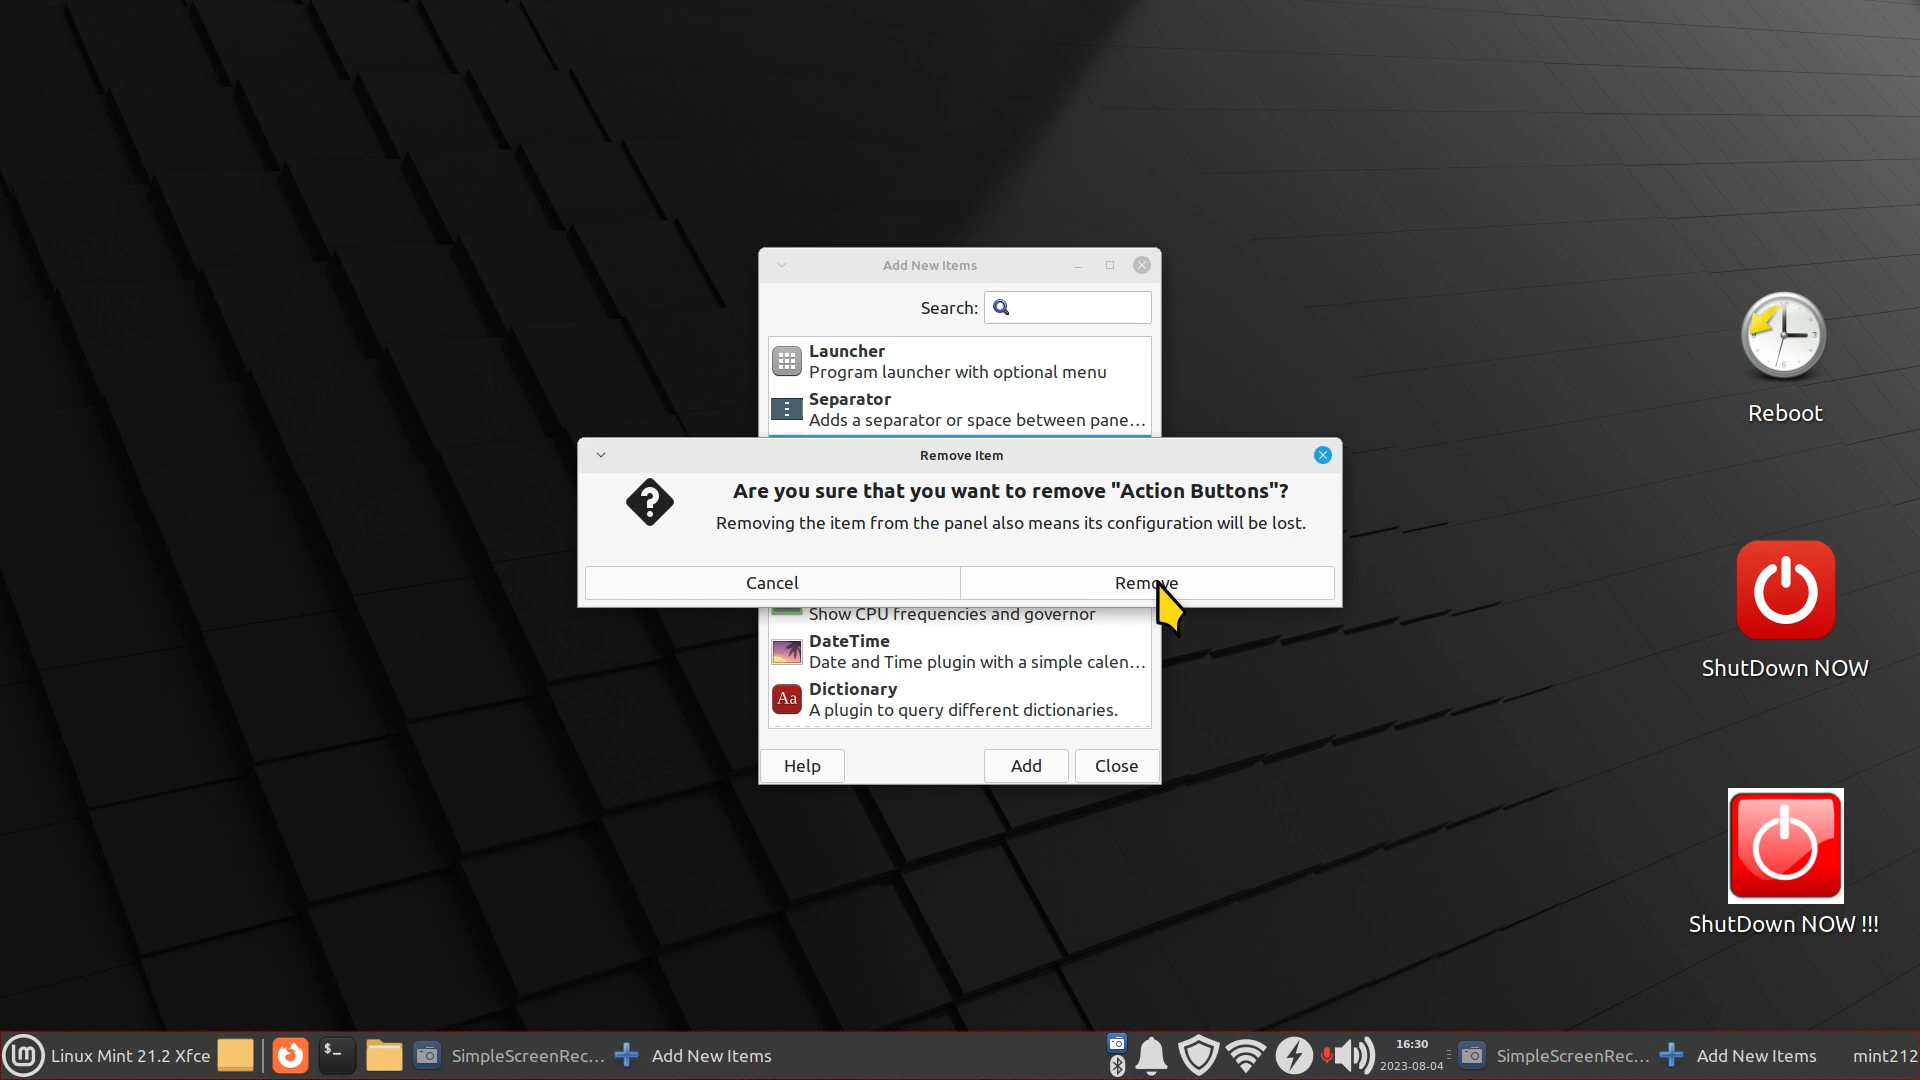 Add New Items
Search:
Launcher
Program launcher with optional menu
Separator
Adds a separator or space between pane...
Remove Item
Are you sure that you want to remove "Action Buttons"?
Removing the item from the panel also means its configuration will be lost.
Cancel
Remove
Show CPU frequencies and governor
DateTime
Date and Time plugin with a simple calen...
Aa
Dictionary
A plugin to query different dictionaries.
Help
Add
Close
Reboot
ShutDown NOW
ShutDown NOW !!!
Linux Mint 21.2 Xfce
$_
SimpleScreenRec...
Add New Items
16:30
2023-08-04
SimpleScreenRec...
Add New Items
mint212